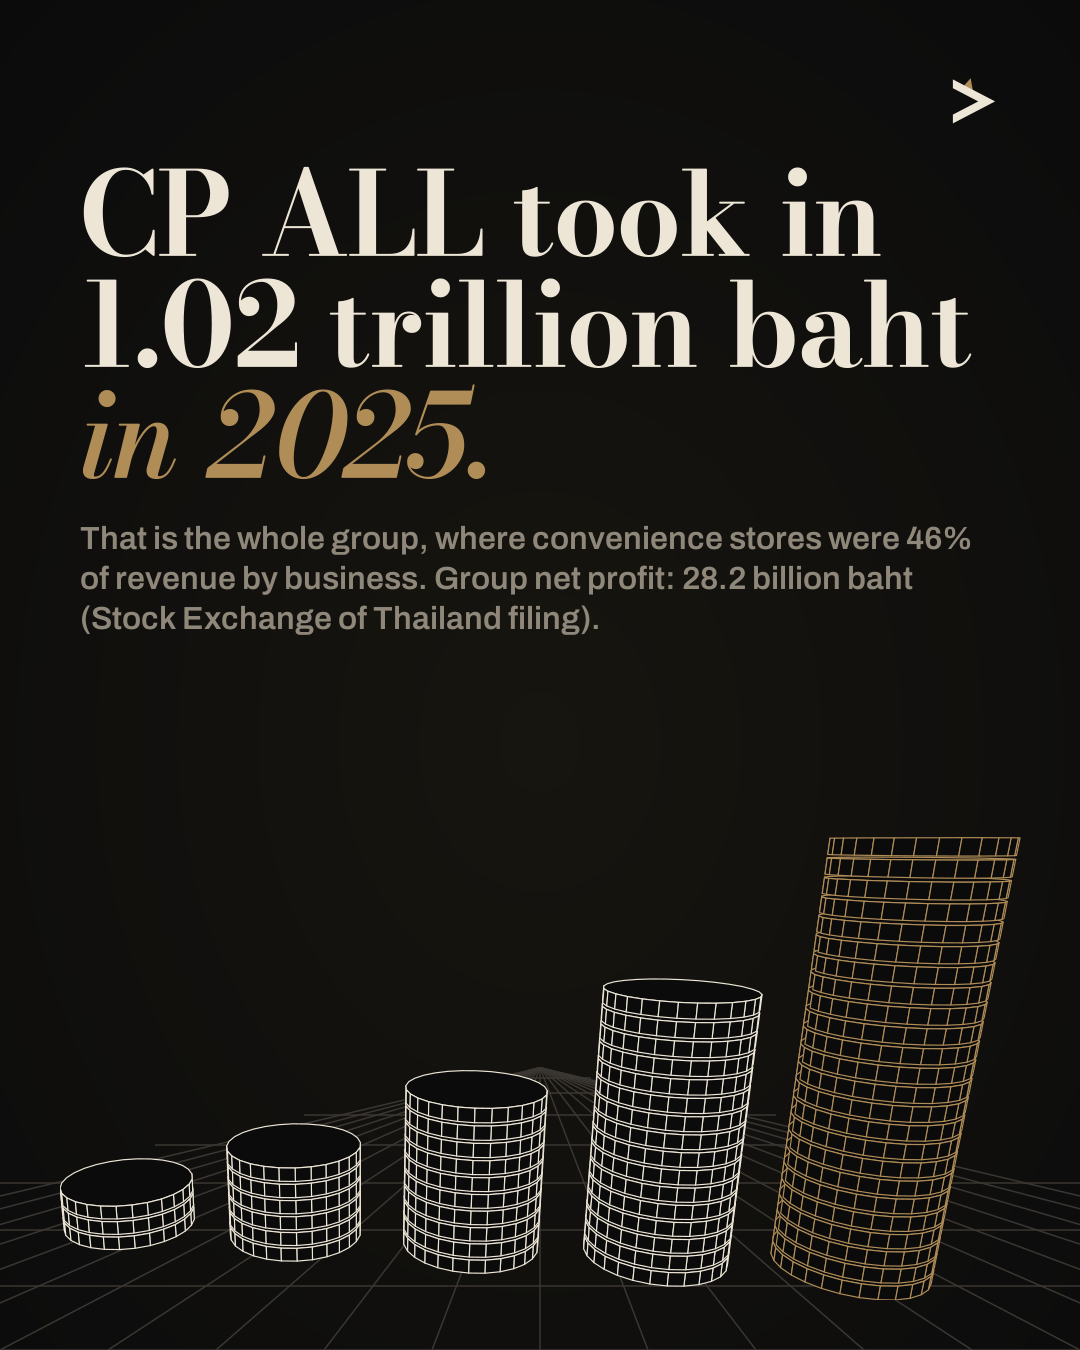 CP ALL took in
1.02 trillion baht
in 2025.
That is the whole group, where convenience stores were 46%
of revenue by business. Group net profit: 28.2 billion baht
(Stock Exchange of Thailand filing).